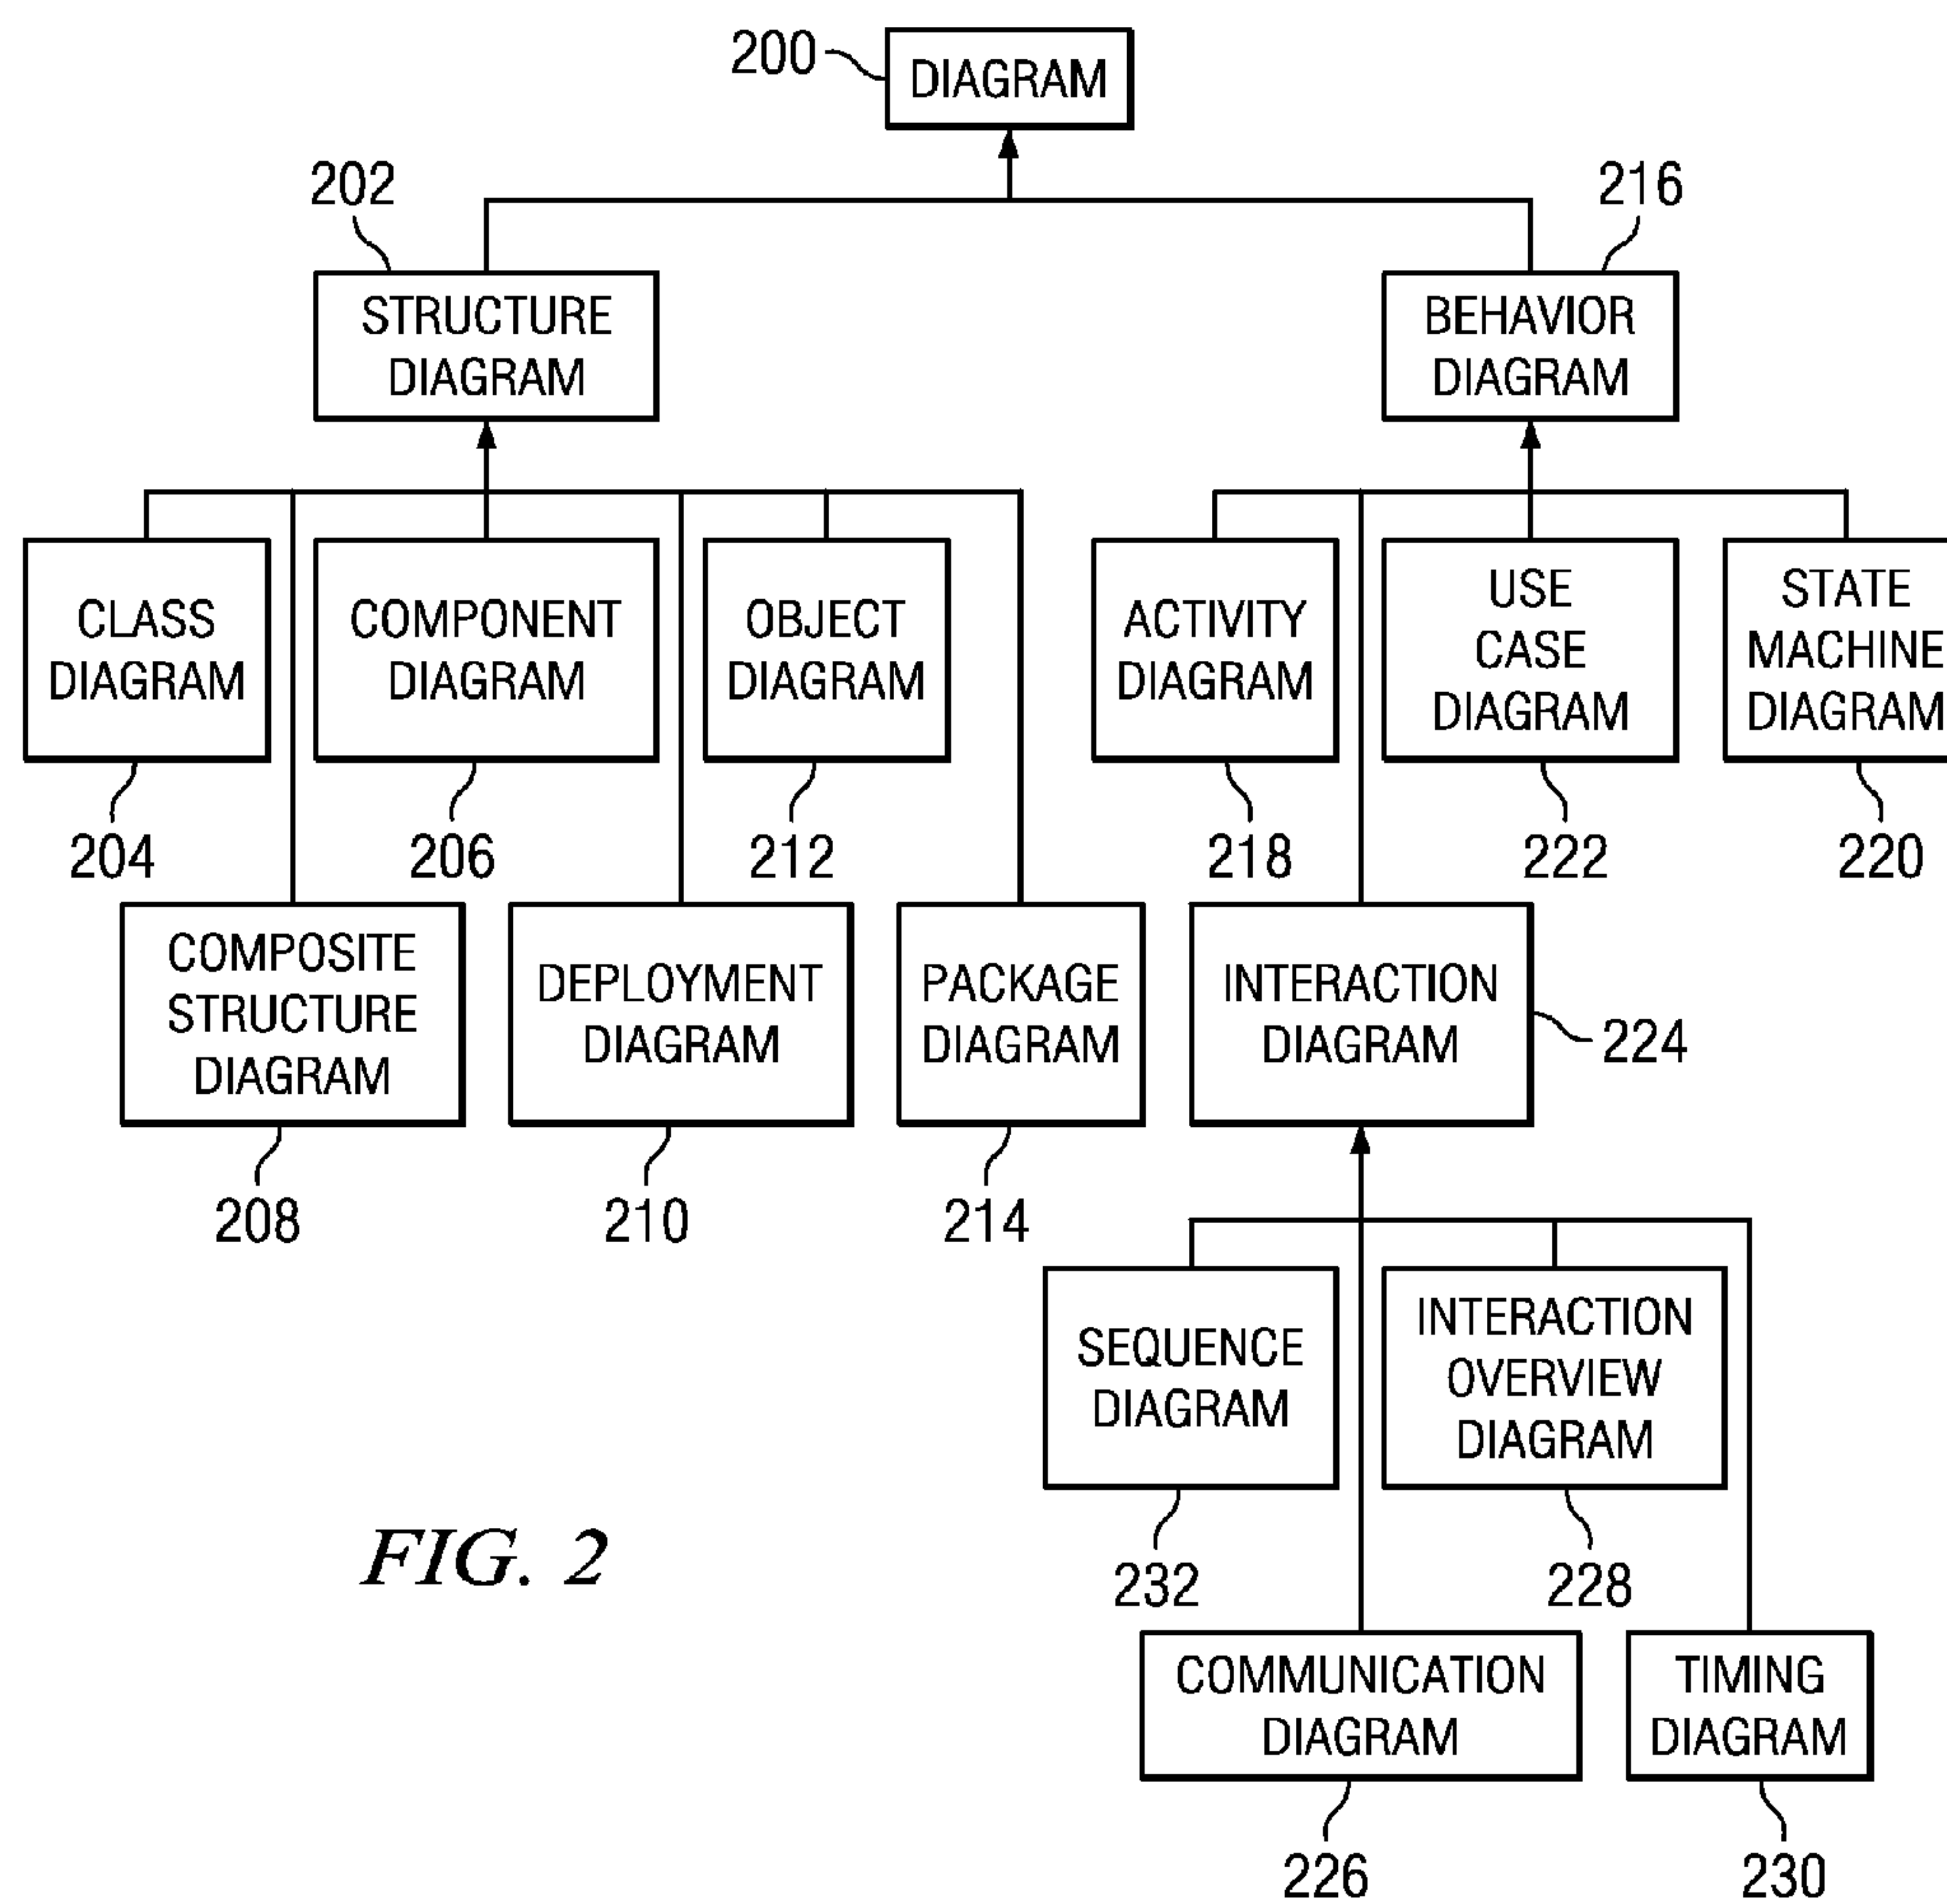 200
DIAGRAM
202
216
STRUCTURE
DIAGRAM
BEHAVIOR
DIAGRAM
CLASS
DIAGRAM
COMPONENT
DIAGRAM
OBJECT
DIAGRAM
ACTIVITY
DIAGRAM
USE
CASE
DIAGRAM
STATE
MACHINE
DIAGRAM
204
206
212
218
222
220
COMPOSITE
STRUCTURE
DIAGRAM
DEPLOYMENT
DIAGRAM
PACKAGE
DIAGRAM
INTERACTION
DIAGRAM
224
208
210
214
SEQUENCE
DIAGRAM
INTERACTION
OVERVIEW
DIAGRAM
FIG. 2
232
228
COMMUNICATION
DIAGRAM
TIMING
DIAGRAM
226
230